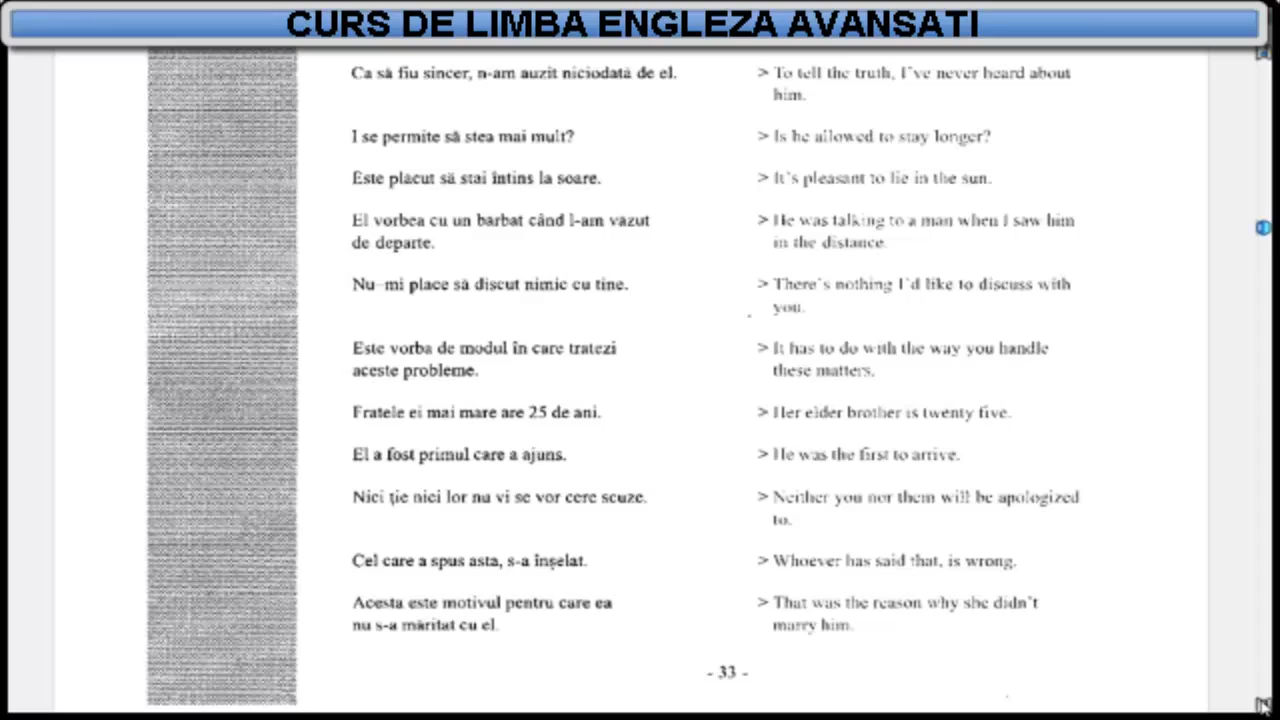 CURS DE LIMBA ENGLEZA AVANSATI
Ca să fiu sincer, n-am auzit niciodată de el.
> To tell the truth, I've never heard about
him.
I se permite să stea mai mult?
> Is he allowed to stay longer?
Este placut să stai întins la soare.
> It's pleasant to lie in the sun.
El vorbea cu un barbat când l-am vazut
de departe.
> He was talking to a man when I saw him
in the distance.
Nu-mi place să discut nimic cu tine.
> There's nothing I'd like to discuss with
you.
Este vorba de modul în care tratezi
aceste probleme.
> It has to do with the way you handle
these matters.
Fratele ei mai mare are 25 de ani.
> Her elder brother is twenty five.
El a fost primul care a ajuns.
> He was the first to arrive.
Nici ţie nici lor nu vi se vor cere scuze.
> Neither you nor them will be apologized
to.
Cel care a spus asta, s-a înşelat.
> Whoever has said that, is wrong.
Acesta este motivul pentru care ea
nu s-a măritat cu el.
> That was the reason why she didn't
marry him.
- 33 -